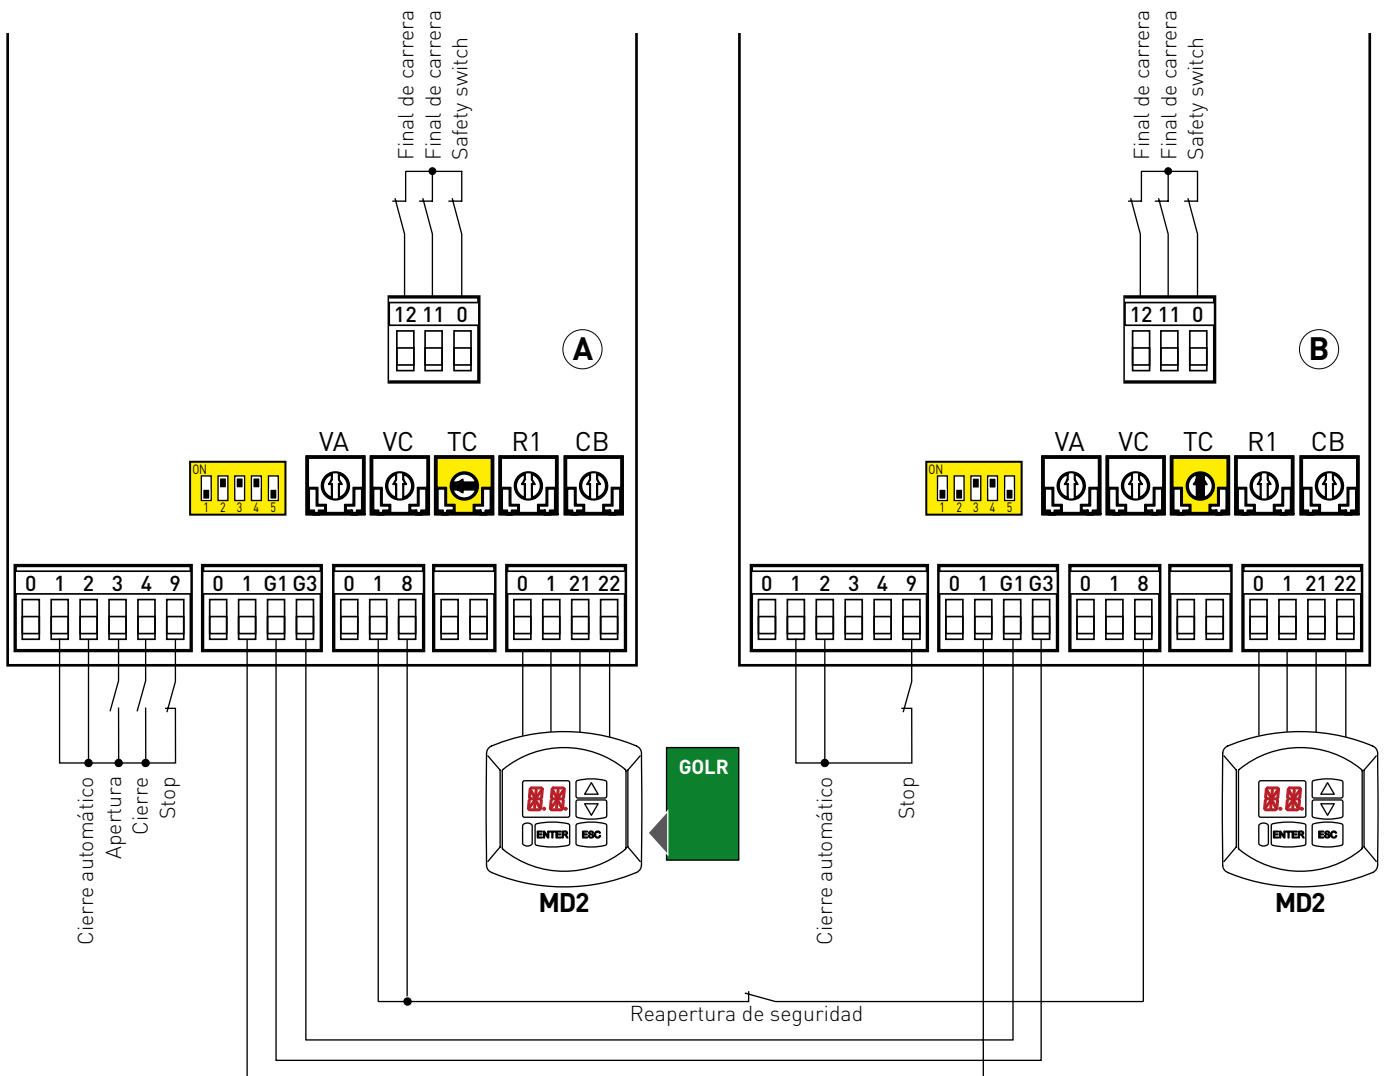 Final de carrera
Final de carrera
Safety switch
12 11 0
A
VA VC TC R1 CB
ON
1 2 3 4 5
0 1 2 3 4 9
0 1 G1 G3
0 1 8
0 1 21 22
Cierre automático
Apertura
Cierre
Stop
ENTER ESC
MD2
GOLR
Final de carrera
Final de carrera
Safety switch
12 11 0
B
VA VC TC R1 CB
ON
1 2 3 4 5
0 1 2 3 4 9
0 1 G1 G3
0 1 8
0 1 21 22
Cierre automático
Stop
ENTER ESC
MD2
Reapertura de seguridad